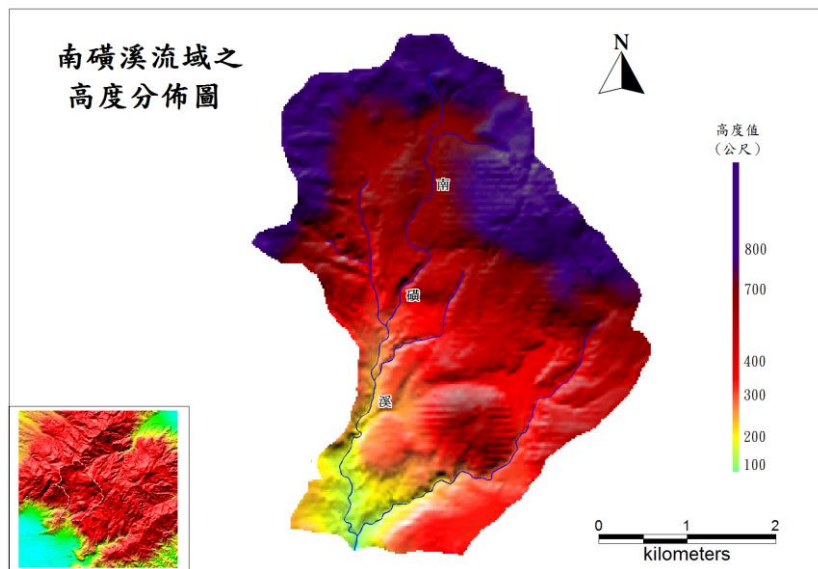 南磺溪流域之
高度分佈圖
N
高度值
(公尺)
800
700
400
300
200
100
南
磺
溪
0 1 2
kilometers